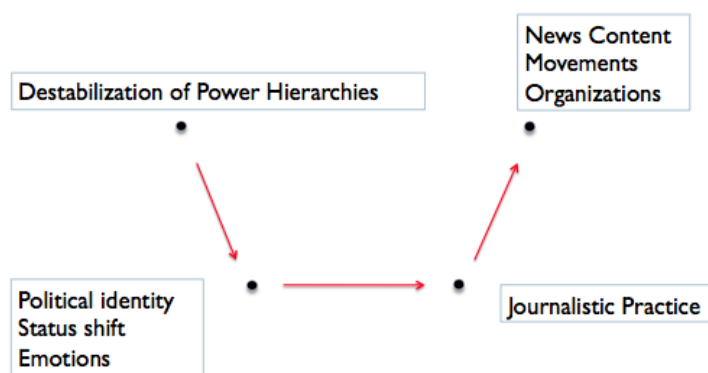 News Content
Movements
Organizations
Destabilization of Power Hierarchies
Political identity
Status shift
Emotions
Journalistic Practice